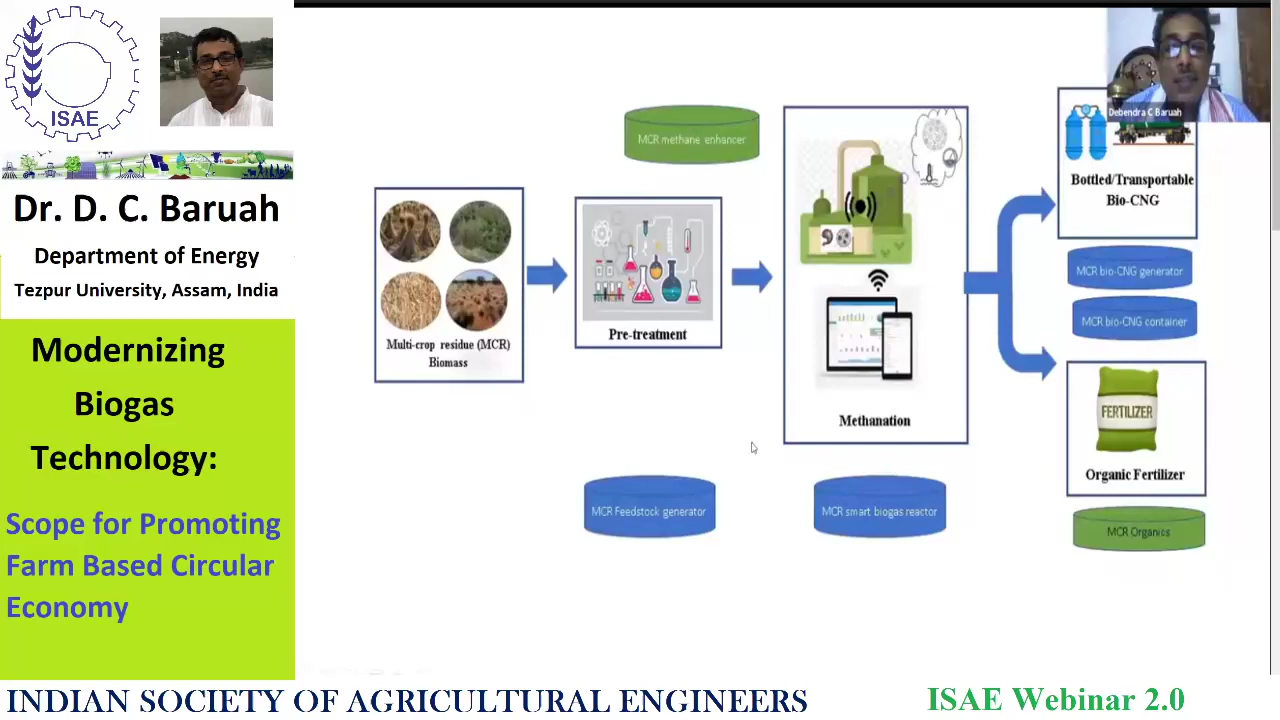 ISAE
Dr. D. C. Baruah
Department of Energy
Tezpur University, Assam, India
Modernizing
Biogas
Technology:
Scope for Promoting
Farm Based Circular
Economy
MCR methane enhancer
Multi-crop residue (MCR)
Biomass
Pre-treatment
Methanation
MCR Feedstock generator
MCR smart biogas reactor
Debendra C Baruah
Bottled/Transportable
Bio-CNG
MCR bio-CNG generator
MCR bio-CNG container
FERTILIZER
Organic Fertilizer
MCR Organics
INDIAN SOCIETY OF AGRICULTURAL ENGINEERS
ISAE Webinar 2.0